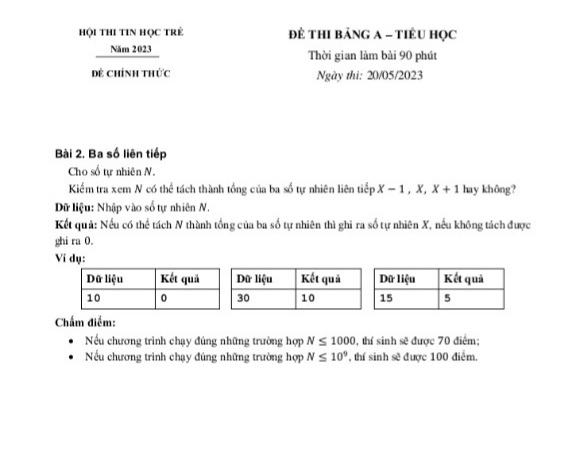 HỘI THI TIN HỌC TRẺ
Năm 2023
ĐỀ CHÍNH THỨC
ĐỀ THI BẢNG A – TIỂU HỌC
Thời gian làm bài 90 phút
Ngày thi: 20/05/2023
Bài 2. Ba số liên tiếp
Cho số tự nhiên N.
Kiểm tra xem N có thể tách thành tổng của ba số tự nhiên liên tiếp X − 1 , X, X + 1 hay không?
Dữ liệu: Nhập vào số tự nhiên N.
Kết quả: Nếu có thể tách N thành tổng của ba số tự nhiên thì ghi ra số tự nhiên X, nếu không tách được
ghi ra 0.
Ví dụ:
Dữ liệu Kết quả
10 0
Dữ liệu Kết quả
30 10
Dữ liệu Kết quả
15 5
Chấm điểm:
• Nếu chương trình chạy đúng những trường hợp N ≤ 1000, thí sinh sẽ được 70 điểm;
• Nếu chương trình chạy đúng những trường hợp N ≤ 10⁹, thí sinh sẽ được 100 điểm.